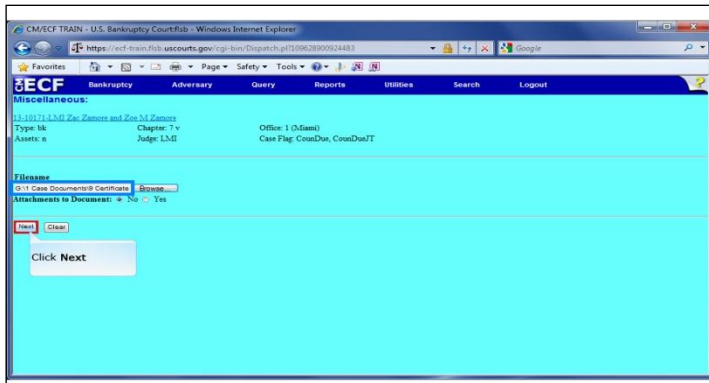 CM/ECF TRAIN - U.S. Bankruptcy Court:flsb - Windows Internet Explorer
https://ecf-train.flsb.uscourts.gov/cgi-bin/Dispatch.pl?109628900924483
Google
Favorites Page Safety Tools
ECF Bankruptcy Adversary Query Reports Utilities Search Logout ?
Miscellaneous:
13-10171-LMI Zac Zamore and Zoe M Zamore
Type: bk Chapter: 7 v Office: 1 (Miami)
Assets: n Judge: LMI Case Flag: CounDue, CounDueJT
Filename
G:\1 Case Documents\9 Certificate Browse...
Attachments to Document: No Yes
Next Clear
Click Next